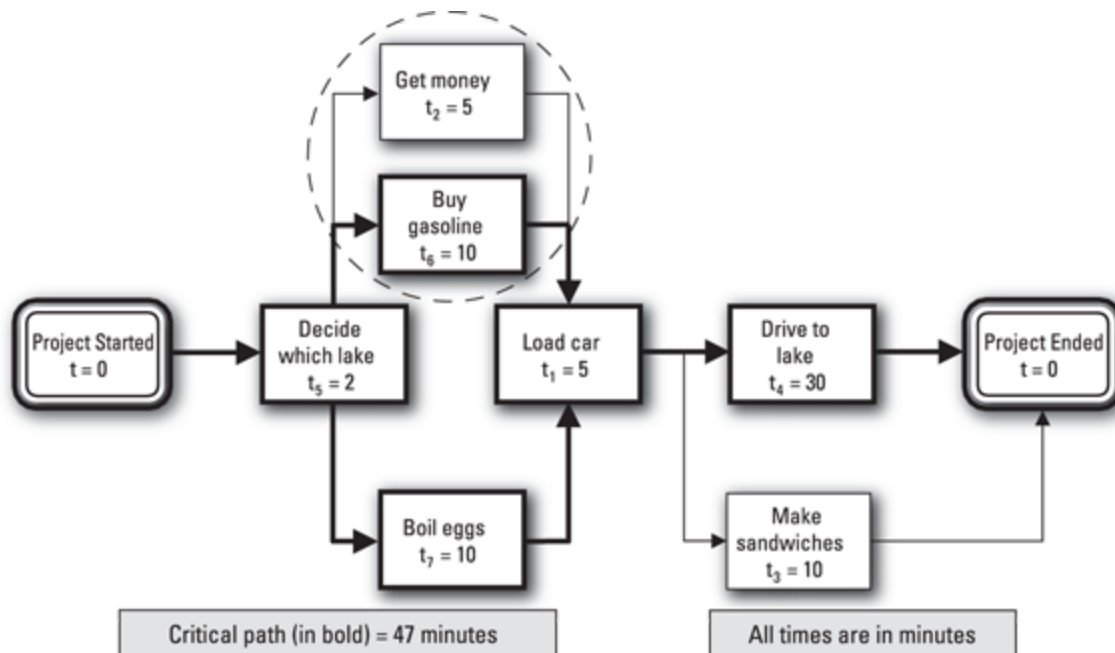 Get money
t₂ = 5
Buy
gasoline
t₆ = 10
Project Started
t = 0
Decide
which lake
t₅ = 2
Load car
t₁ = 5
Drive to
lake
t₄ = 30
Project Ended
t = 0
Boil eggs
t₇ = 10
Make
sandwiches
t₃ = 10
Critical path (in bold) = 47 minutes
All times are in minutes